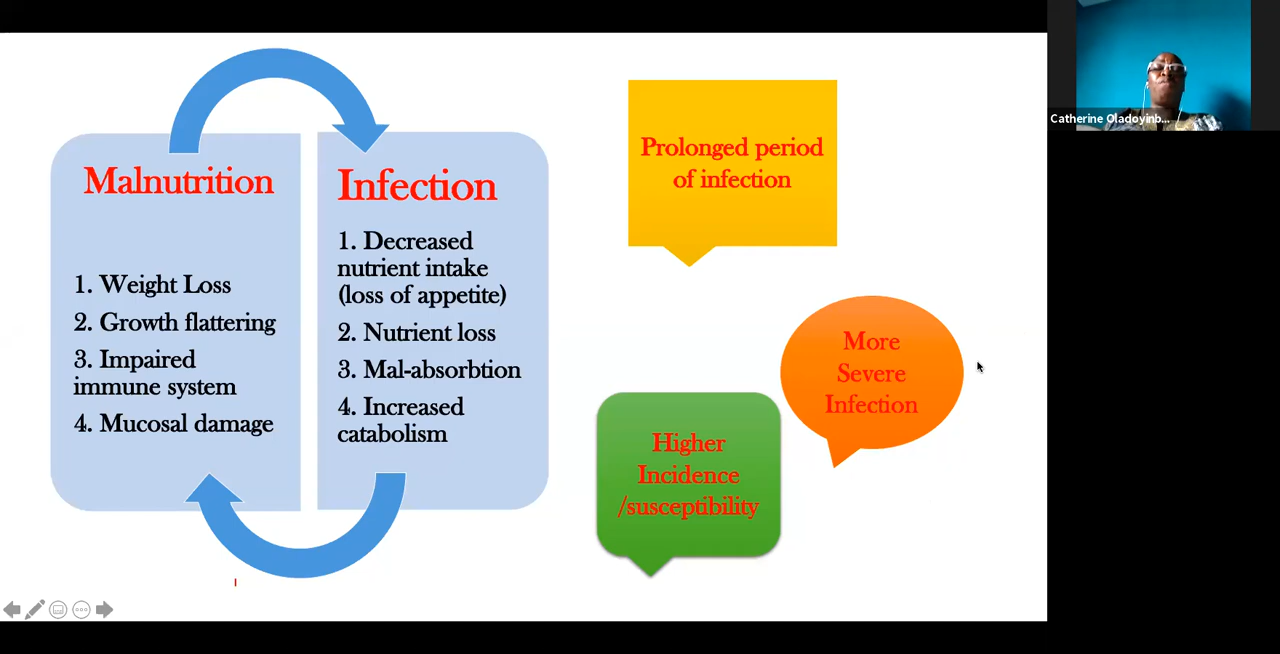 Malnutrition
1. Weight Loss
2. Growth flattering
3. Impaired
immune system
4. Mucosal damage
Infection
1. Decreased
nutrient intake
(loss of appetite)
2. Nutrient loss
3. Mal-absorbtion
4. Increased
catabolism
Prolonged period
of infection
More
Severe
Infection
Higher
Incidence
/susceptibility
Catherine Oladoyinb...